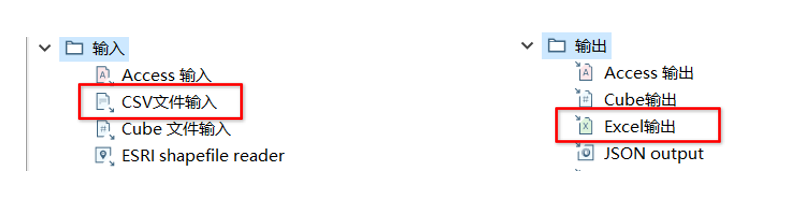 输入
Access 输入
CSV文件输入
Cube 文件输入
ESRI shapefile reader
输出
Access 输出
Cube输出
Excel输出
JSON output